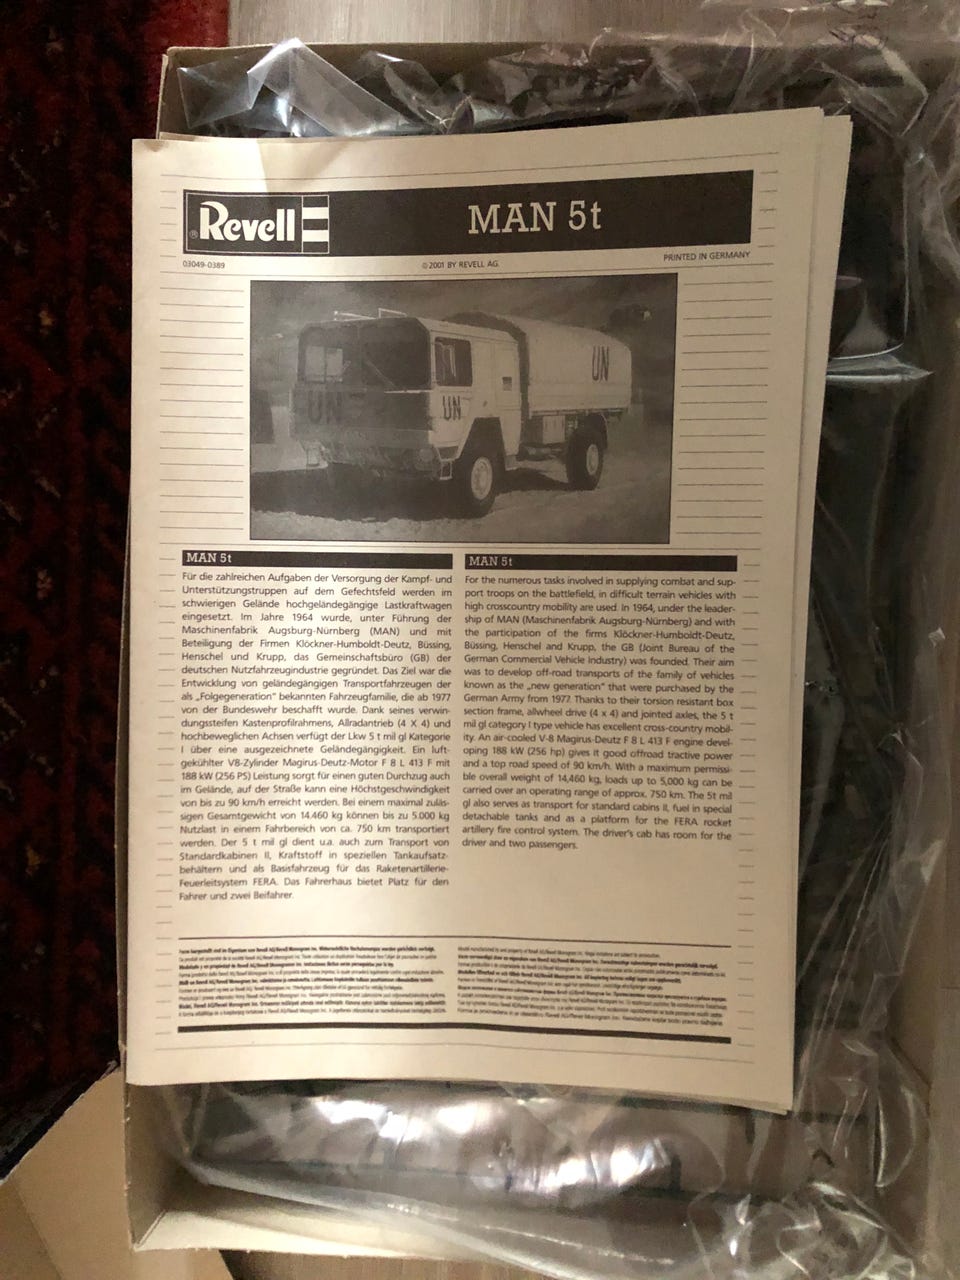 ® Revell
MAN 5t
03049-0389
© 2001 BY REVELL AG.
PRINTED IN GERMANY
UN
UN
UN
MAN 5t
Für die zahlreichen Aufgaben der Versorgung der Kampf- und
Unterstützungstruppen auf dem Gefechtsfeld werden im
schwierigen Gelände hochgeländegängige Lastkraftwagen
eingesetzt. Im Jahre 1964 wurde, unter Führung der
Maschinenfabrik Augsburg-Nürnberg (MAN) und mit
Beteiligung der Firmen Klöckner-Humboldt-Deutz, Büssing,
Henschel und Krupp, das Gemeinschaftsbüro (GB) der
deutschen Nutzfahrzeugindustrie gegründet. Das Ziel war die
Entwicklung von geländegängigen Transportfahrzeugen der
als „Folgegeneration" bekannten Fahrzeugfamilie, die ab 1977
von der Bundeswehr beschafft wurde. Dank seines verwin-
dungssteifen Kastenprofilrahmens, Allradantrieb (4 X 4) und
hochbeweglichen Achsen verfügt der Lkw 5 t mil gl Kategorie
I über eine ausgezeichnete Geländegängigkeit. Ein luft-
gekühlter V8-Zylinder Magirus-Deutz-Motor F 8 L 413 F mit
188 kW (256 PS) Leistung sorgt für einen guten Durchzug auch
im Gelände, auf der Straße kann eine Höchstgeschwindigkeit
von bis zu 90 km/h erreicht werden. Bei einem maximal zuläs-
sigen Gesamtgewicht von 14.460 kg können bis zu 5.000 kg
Nutzlast in einem Fahrbereich von ca. 750 km transportiert
werden. Der 5 t mil gl dient u.a. auch zum Transport von
Standardkabinen II, Kraftstoff in speziellen Tankaufsatz-
behältern und als Basisfahrzeug für das Raketenartillerie-
Feuerleitsystem FERA. Das Fahrerhaus bietet Platz für den
Fahrer und zwei Beifahrer.
MAN 5t
For the numerous tasks involved in supplying combat and sup-
port troops on the battlefield, in difficult terrain vehicles with
high crosscountry mobility are used. In 1964, under the leader-
ship of MAN (Maschinenfabrik Augsburg-Nürnberg) and with
the participation of the firms Klöckner-Humboldt-Deutz,
Büssing, Henschel and Krupp, the GB (Joint Bureau of the
German Commercial Vehicle Industry) was founded. Their aim
was to develop off-road transports of the family of vehicles
known as the „new generation" that were purchased by the
German Army from 1977. Thanks to their torsion resistant box
section frame, allwheel drive (4 x 4) and jointed axles, the 5 t
mil gl category I type vehicle has excellent cross-country mobil-
ity. An air-cooled V-8 Magirus-Deutz F 8 L 413 F engine devel-
oping 188 kW (256 hp) gives it good offroad tractive power
and a top road speed of 90 km/h. With a maximum permissi-
ble overall weight of 14,460 kg, loads up to 5,000 kg can be
carried over an operating range of approx. 750 km. The 5t mil
gl also serves as transport for standard cabins II, fuel in special
detachable tanks and as a platform for the FERA rocket
artillery fire control system. The driver's cab has room for the
driver and two passengers.